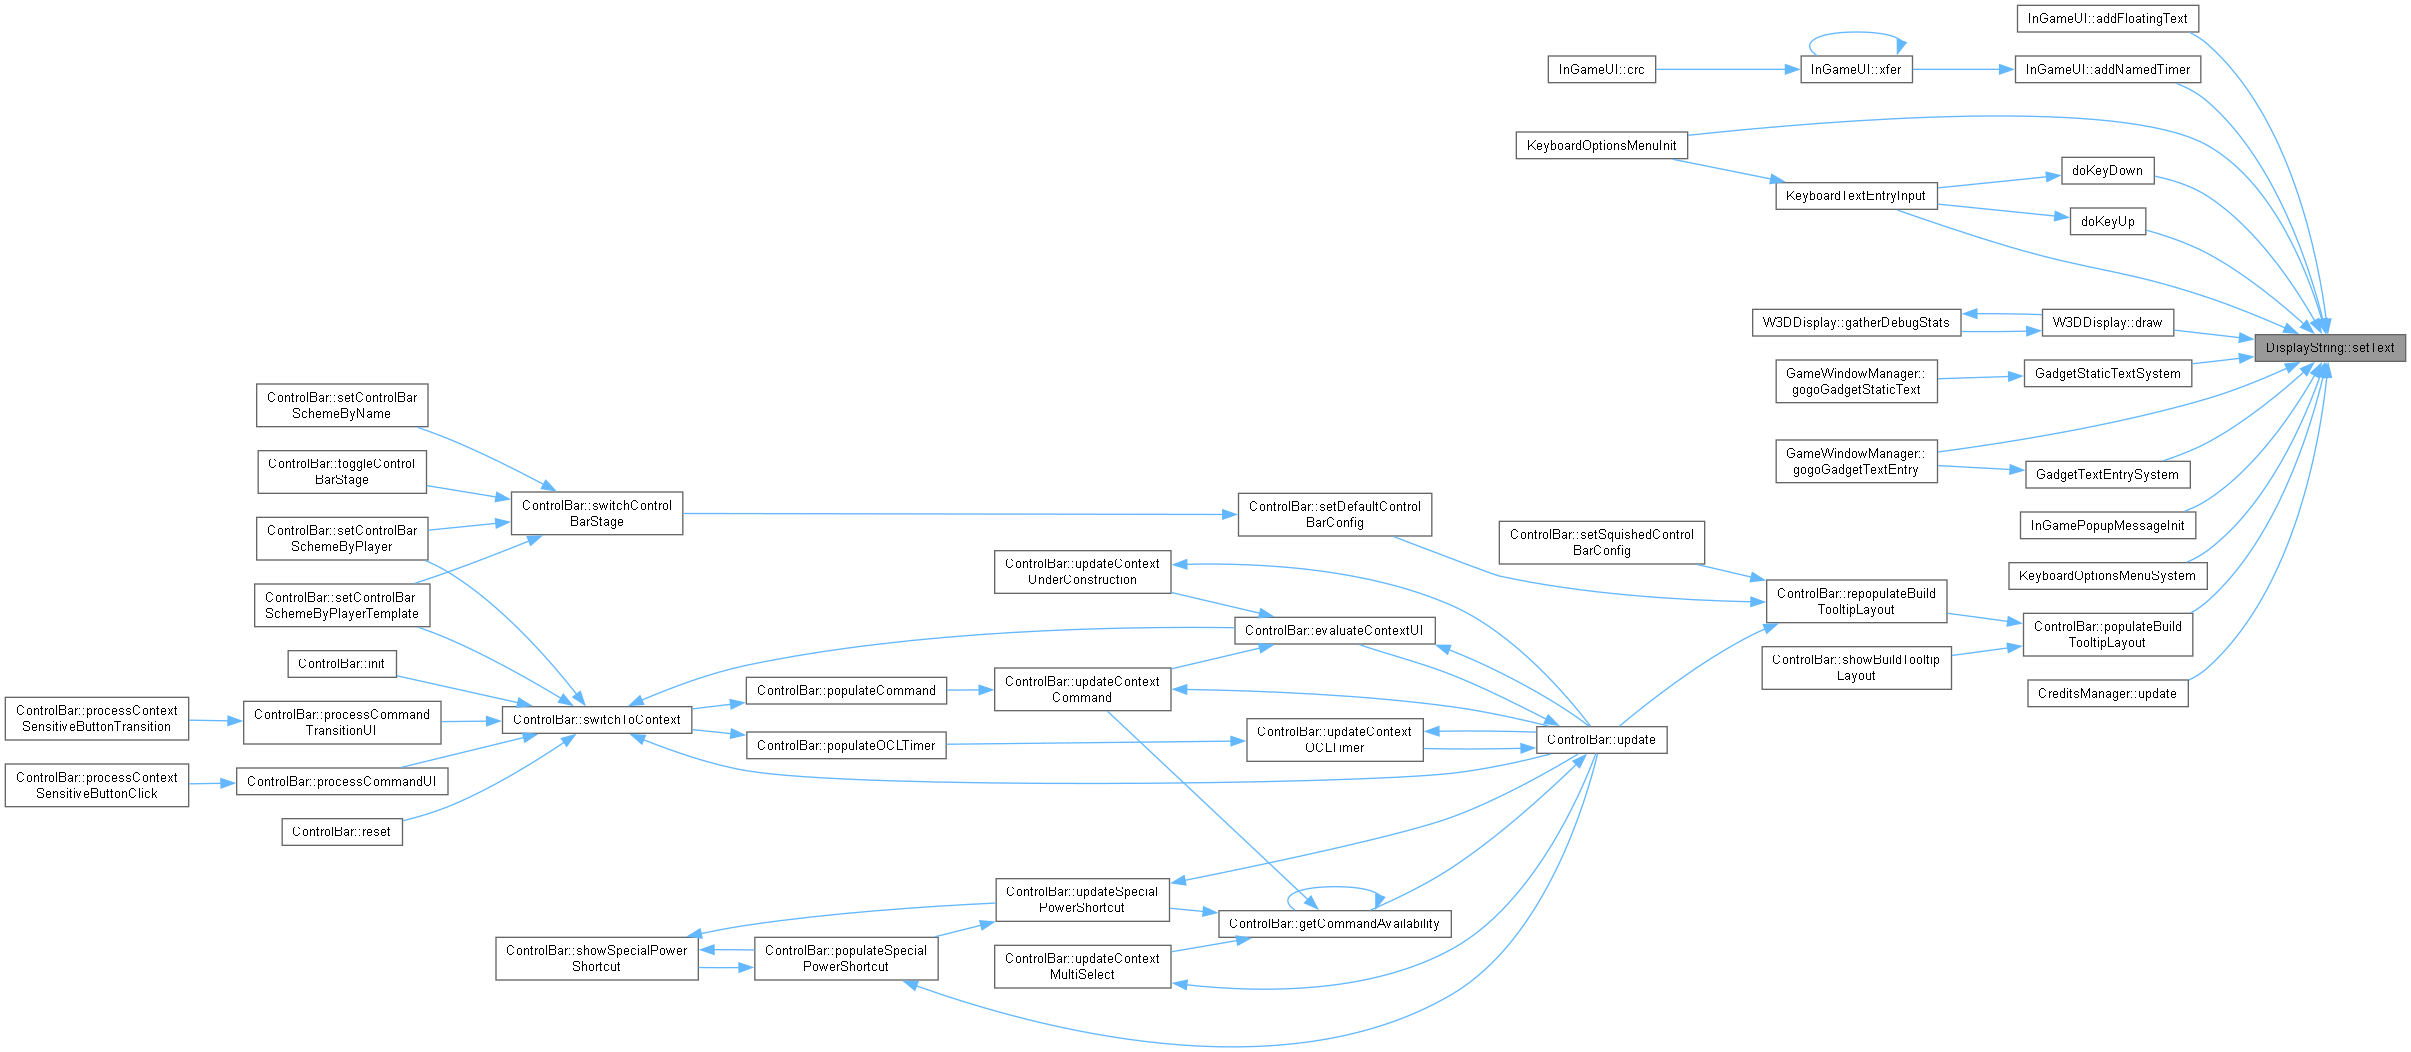 InGameUI::addFloatingText
InGameUI::crc
InGameUI::xfer
InGameUI::addNamedTimer
KeyboardOptionsMenuInit
doKeyDown
KeyboardTextEntryInput
doKeyUp
W3DDisplay::gatherDebugStats
W3DDisplay::draw
DisplayString::setText
GameWindowManager::
gogoGadgetStaticText
GadgetStaticTextSystem
ControlBar::setControlBar
SchemeByName
GameWindowManager::
gogoGadgetTextEntry
GadgetTextEntrySystem
ControlBar::toggleControl
BarStage
ControlBar::switchControl
BarStage
ControlBar::setDefaultControl
BarConfig
InGamePopupMessageInit
ControlBar::setControlBar
SchemeByPlayer
ControlBar::setSquishedControl
BarConfig
ControlBar::updateContext
UnderConstruction
KeyboardOptionsMenuSystem
ControlBar::setControlBar
SchemeByPlayerTemplate
ControlBar::repopulateBuild
TooltipLayout
ControlBar::evaluateContextUI
ControlBar::populateBuild
TooltipLayout
ControlBar::init
ControlBar::showBuildTooltip
Layout
ControlBar::populateCommand
ControlBar::updateContext
Command
CreditsManager::update
ControlBar::processContext
SensitiveButtonTransition
ControlBar::processCommand
TransitionUI
ControlBar::switchToContext
ControlBar::populateOCLTimer
ControlBar::updateContext
OCLTimer
ControlBar::update
ControlBar::processContext
SensitiveButtonClick
ControlBar::processCommandUI
ControlBar::reset
ControlBar::updateSpecial
PowerShortcut
ControlBar::getCommandAvailability
ControlBar::showSpecialPower
Shortcut
ControlBar::populateSpecial
PowerShortcut
ControlBar::updateContext
MultiSelect